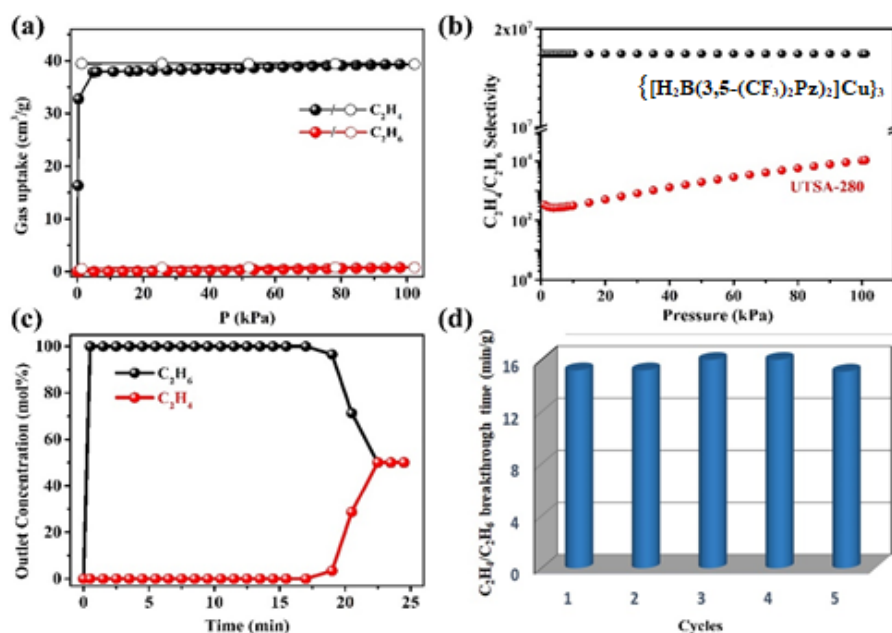 (a)
Gas uptake (cm³/g)
40
30
20
10
0
C₂H₄
C₂H₆
0 20 40 60 80 100
P (kPa)
(b)
C₂H₄/C₂H₆ Selectivity
2x10⁷
10⁷
10⁴
10²
10⁰
{[H₂B(3,5-(CF₃)₂Pz)₂]Cu}₃
UTSA-280
0 20 40 60 80 100
Pressure (kPa)
(c)
Outlet Concentration (mol%)
100
80
60
40
20
0
C₂H₆
C₂H₄
0 5 10 15 20 25
Time (min)
(d)
C₂H₄/C₂H₆ breakthrough time (min/g)
16
12
8
4
0
1 2 3 4 5
Cycles